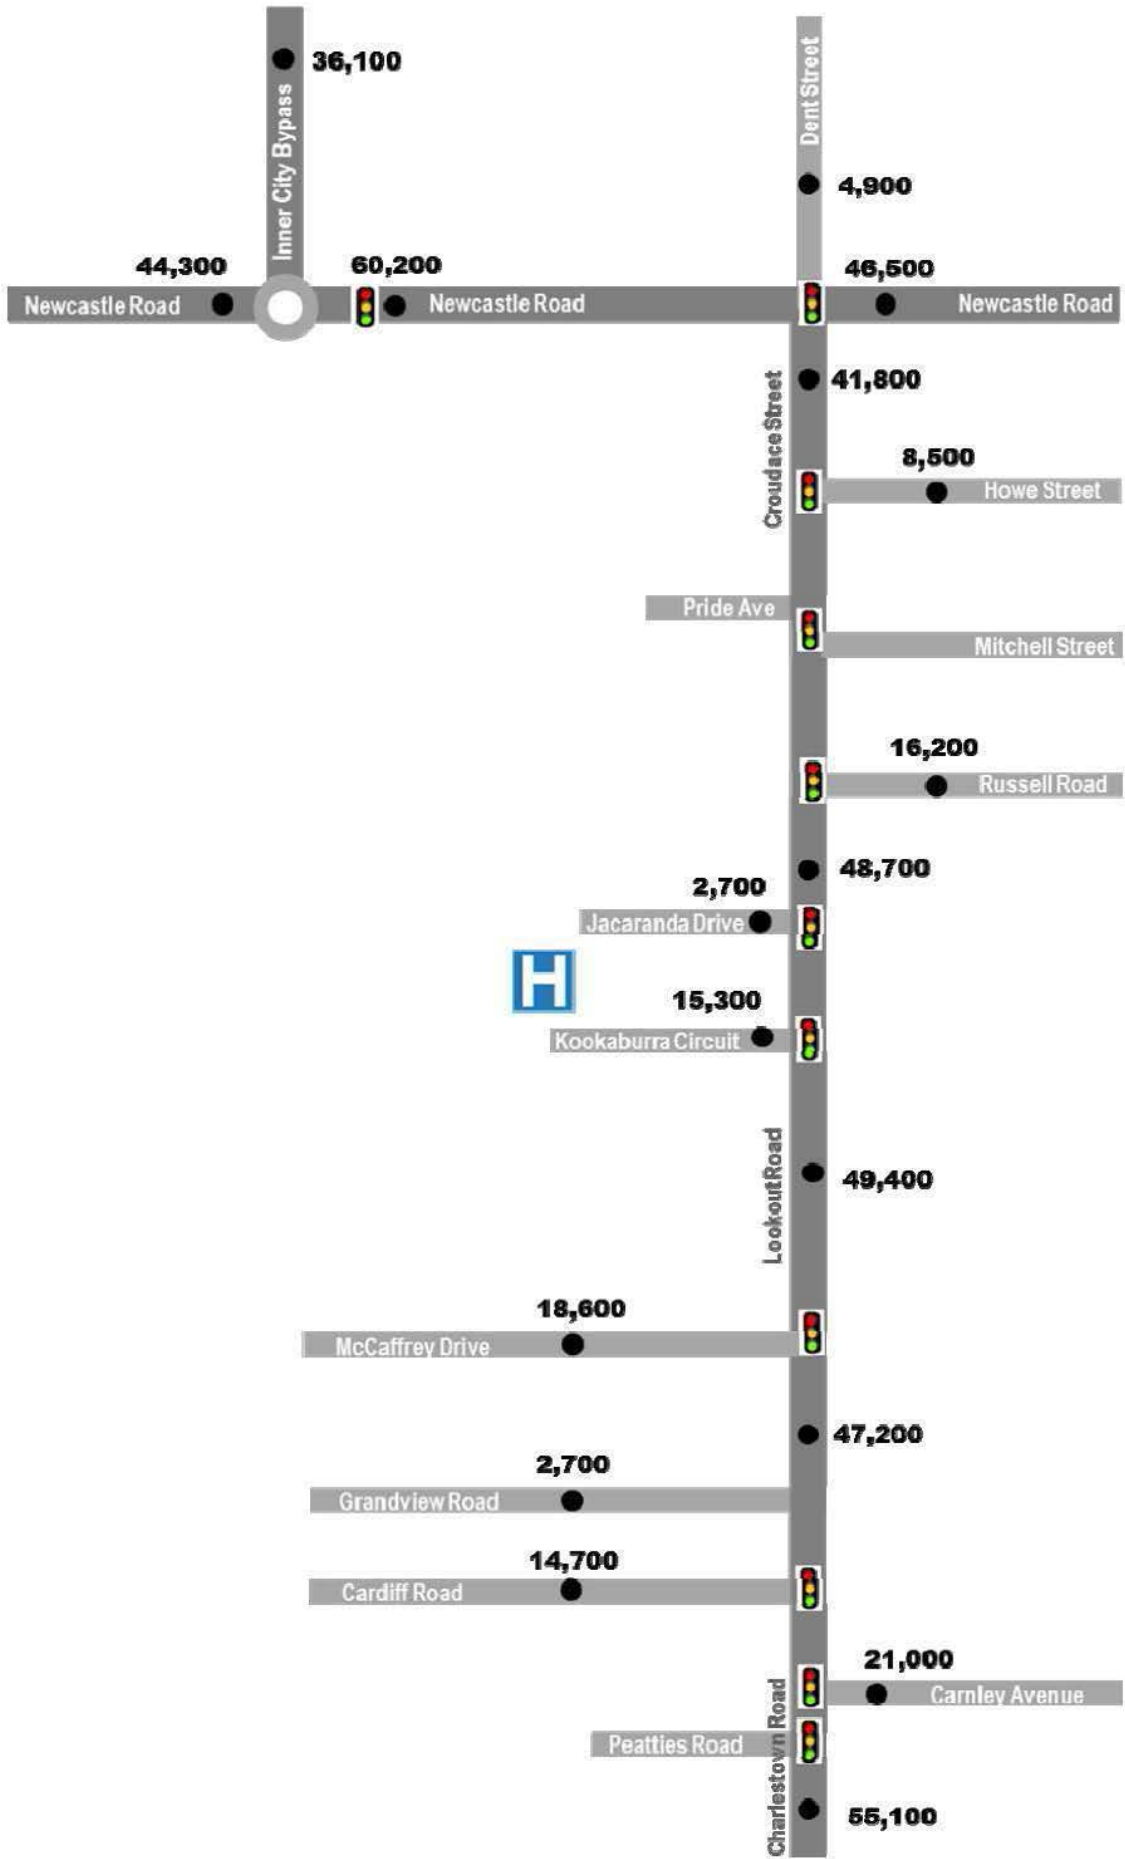 36,100
Inner City Bypass
Dent Street
4,900
44,300
60,200
46,500
Newcastle Road
Newcastle Road
Newcastle Road
Croudace Street
41,800
8,500
Howe Street
Pride Ave
Mitchell Street
16,200
Russell Road
48,700
2,700
Jacaranda Drive
H
15,300
Kookaburra Circuit
Lookout Road
49,400
18,600
McCaffrey Drive
47,200
2,700
Grandview Road
14,700
Cardiff Road
21,000
Carnley Avenue
Charlestown Road
Peatties Road
55,100